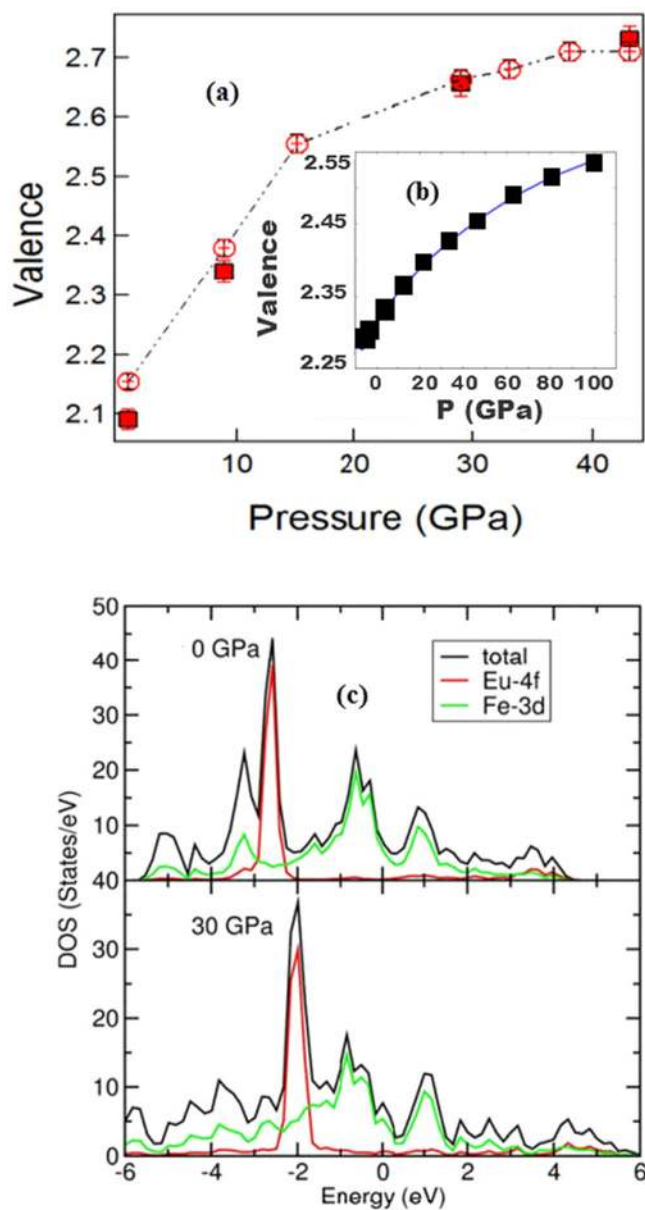 2.7
2.6
2.5
2.4
2.3
2.2
2.1
Valence
(a)
10
20
30
40
Pressure (GPa)
2.55
2.45
2.35
2.25
Valence
(b)
0
20
40
60
80
100
P (GPa)
50
40
30
20
10
40
30
20
10
0
DOS (States/eV)
0 GPa
(c)
total
Eu-4f
Fe-3d
30 GPa
-6
-4
-2
0
2
4
6
Energy (eV)